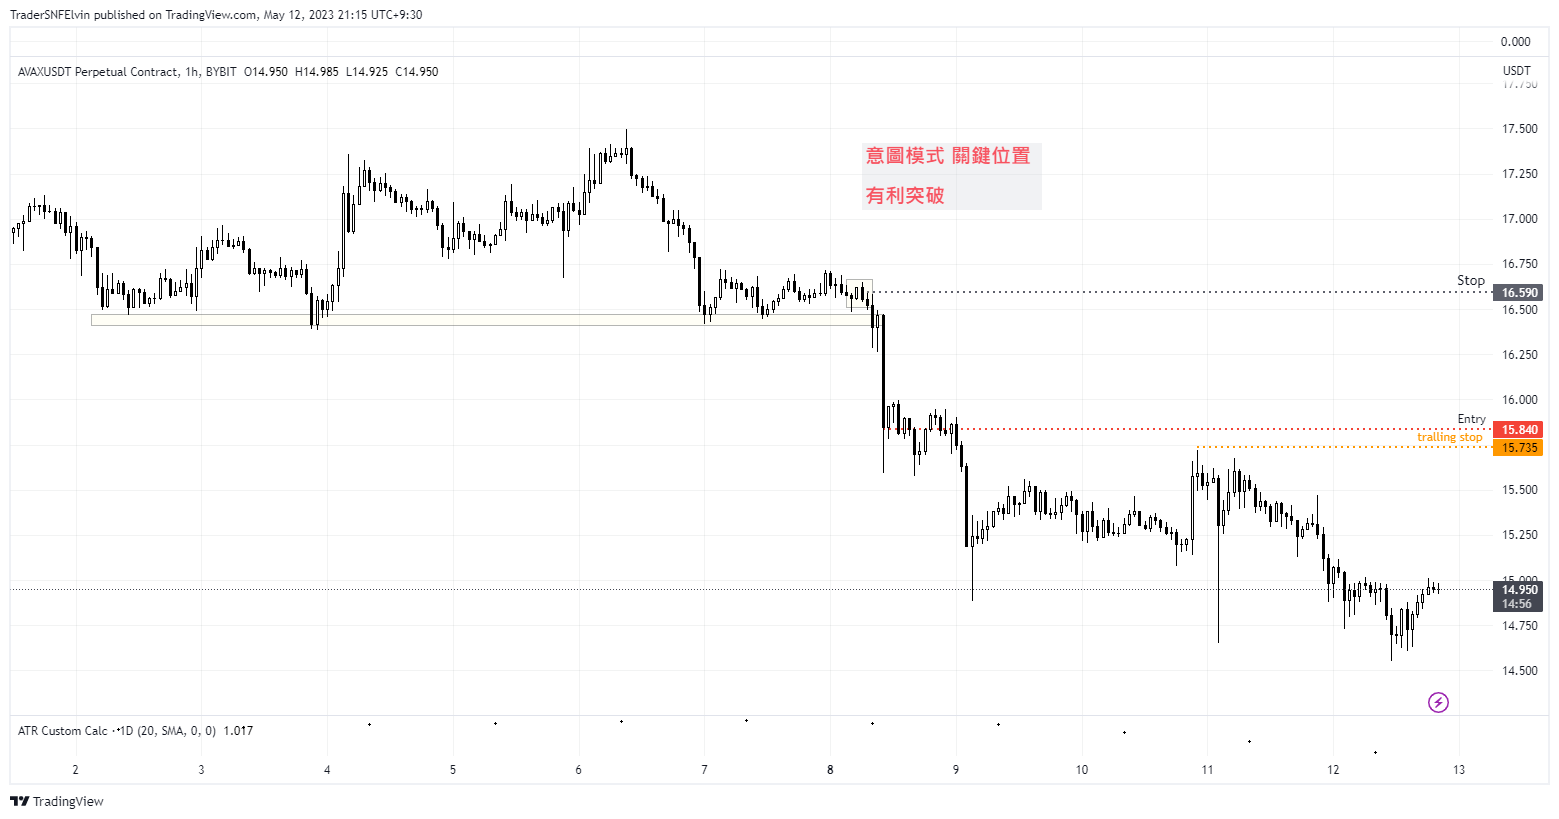 TraderSNFElvin published on TradingView.com, May 12, 2023 21:15 UTC+9:30
0.000
AVAXUSDT Perpetual Contract, 1h, BYBIT O14.950 H14.985 L14.925 C14.950
USDT
17.750
17.500
意圖模式 關鍵位置
17.250
有利突破
17.000
16.750
Stop
16.590
16.500
16.250
16.000
Entry
15.840
tralling stop
15.735
15.500
15.250
15.000
14.950
14:56
14.750
14.500
ATR Custom Calc · 1D (20, SMA, 0, 0) 1.017
2 3 4 5 6 7 8 9 10 11 12 13
TradingView